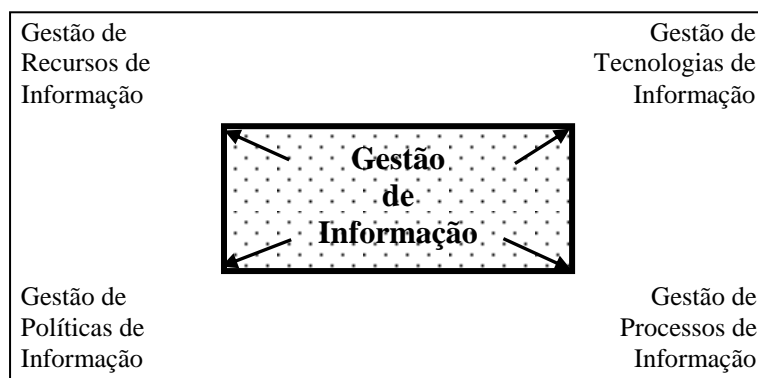 Gestão de
Recursos de
Informação
Gestão de
Tecnologias de
Informação
Gestão
de
Informação
Gestão de
Políticas de
Informação
Gestão de
Processos de
Informação